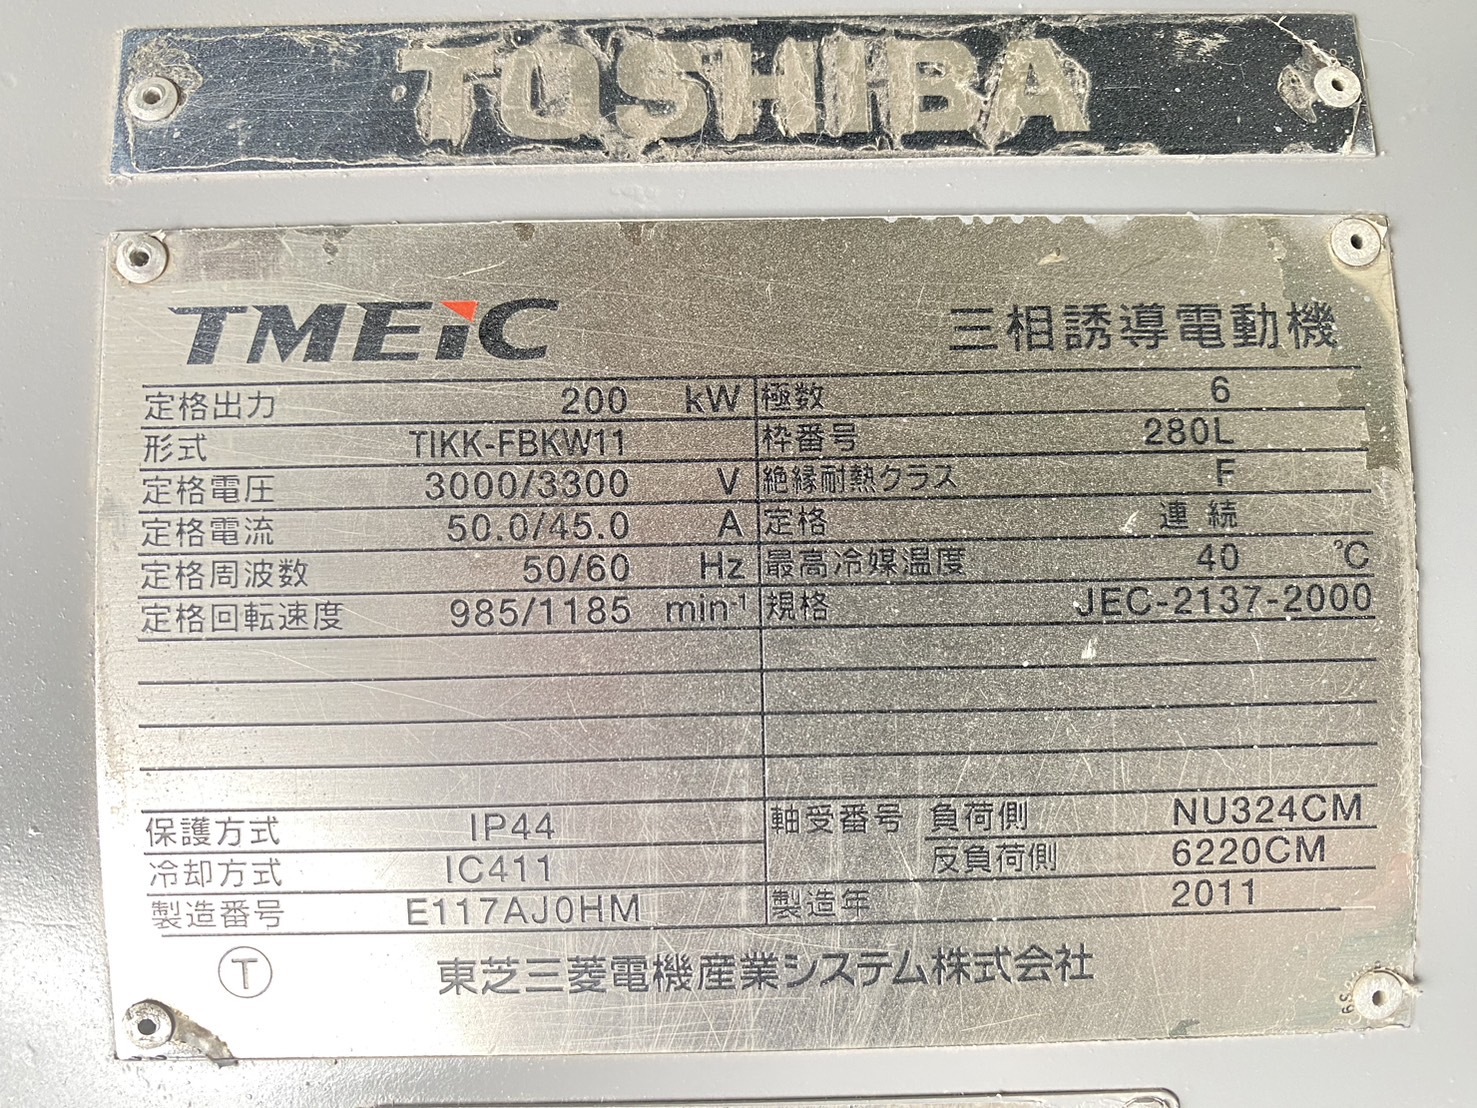 TOSHIBA
TMEiC 三相誘導電動機
定格出力 200 kW 極数 6
形式 TIKK-FBKW11 枠番号 280L
定格電圧 3000/3300 V 絶縁耐熱クラス F
定格電流 50.0/45.0 A 定格 連続
定格周波数 50/60 Hz 最高冷媒温度 40 ℃
定格回転速度 985/1185 min⁻¹ 規格 JEC-2137-2000
保護方式 IP44 軸受番号 負荷側 NU324CM
冷却方式 IC411 反負荷側 6220CM
製造番号 E117AJ0HM 製造年 2011
T 東芝三菱電機産業システム株式会社